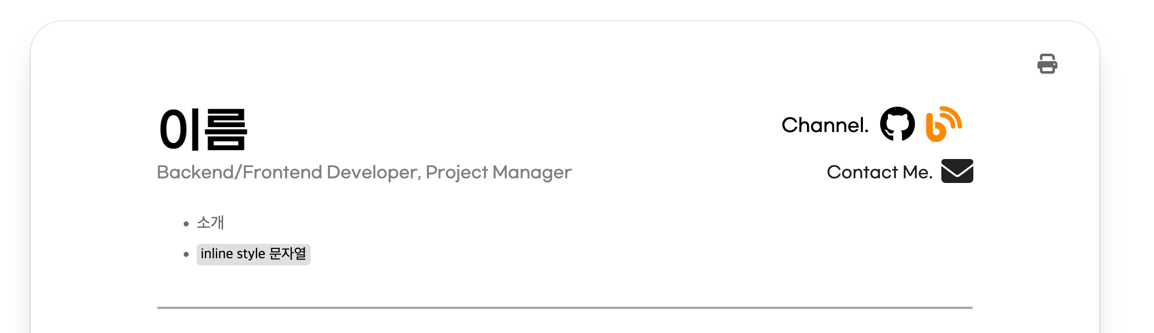 이름
Channel.
Backend/Frontend Developer, Project Manager
Contact Me.
소개
inline style 문자열